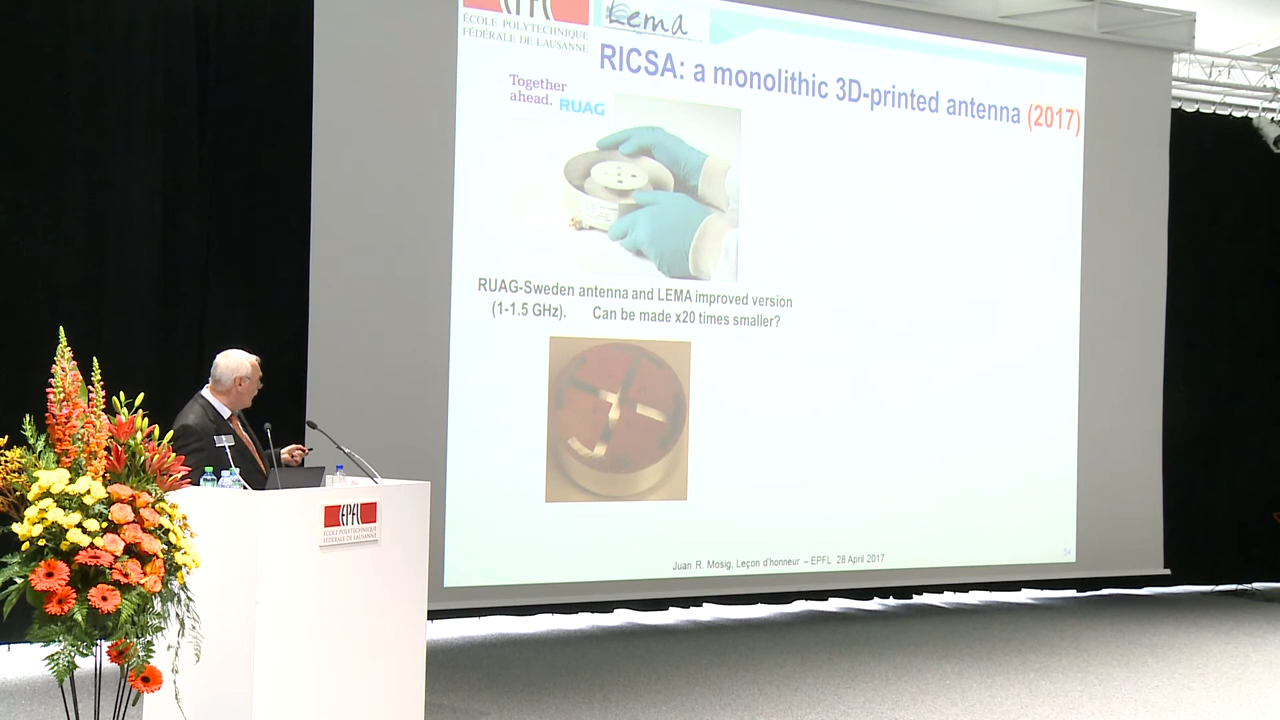 EPFL
ÉCOLE POLYTECHNIQUE
FÉDÉRALE DE LAUSANNE
Lema
RICSA: a monolithic 3D-printed antenna (2017)
Together
ahead. RUAG
RUAG-Sweden antenna and LEMA improved version
(1-1.5 GHz). Can be made x20 times smaller?
Juan R. Mosig, Leçon d'honneur – EPFL 28 April 2017
54
EPFL
ÉCOLE POLYTECHNIQUE
FÉDÉRALE DE LAUSANNE